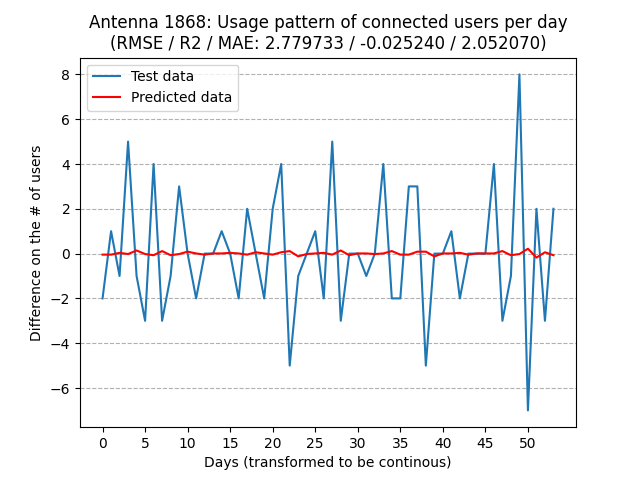 Antenna 1868: Usage pattern of connected users per day
(RMSE / R2 / MAE: 2.779733 / -0.025240 / 2.052070)
Test data
Predicted data
Difference on the # of users
8
6
4
2
0
−2
−4
−6
0 5 10 15 20 25 30 35 40 45 50
Days (transformed to be continous)